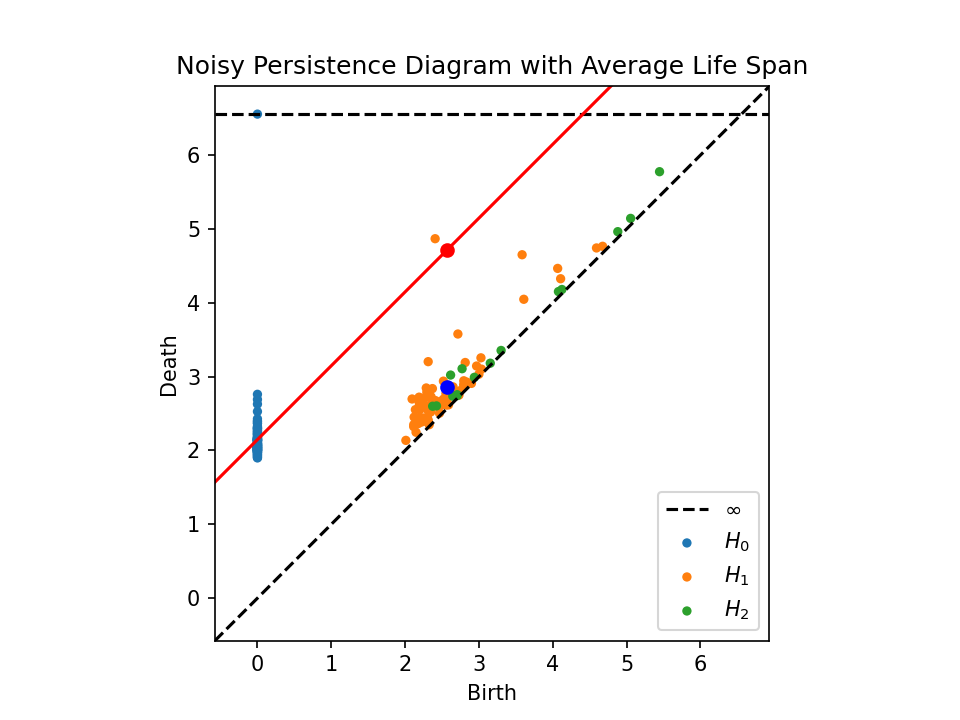 Noisy Persistence Diagram with Average Life Span
6
5
4
3
2
1
0
Death
0 1 2 3 4 5 6
Birth
∞
H₀
H₁
H₂